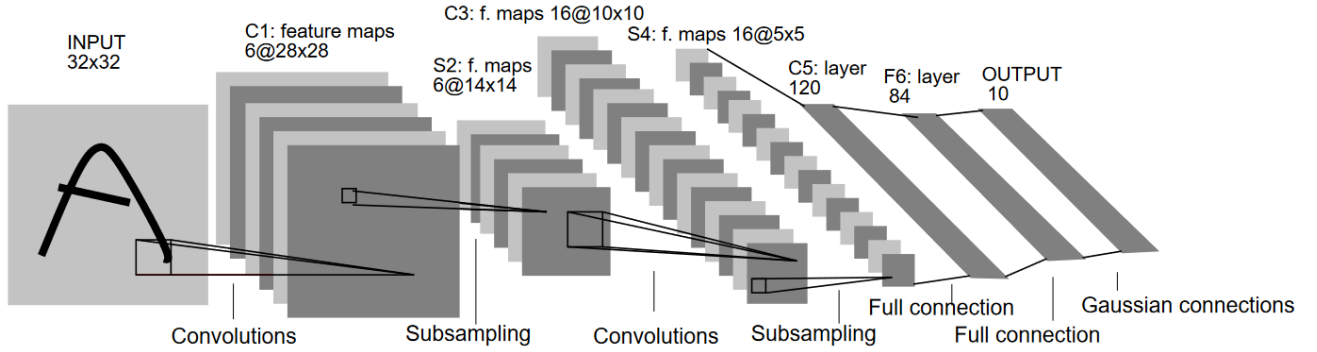 INPUT
32x32
C1: feature maps
6@28x28
S2: f. maps
6@14x14
C3: f. maps 16@10x10
S4: f. maps 16@5x5
C5: layer
120
F6: layer
84
OUTPUT
10
Convolutions
Subsampling
Convolutions
Subsampling
Full connection
Full connection
Gaussian connections